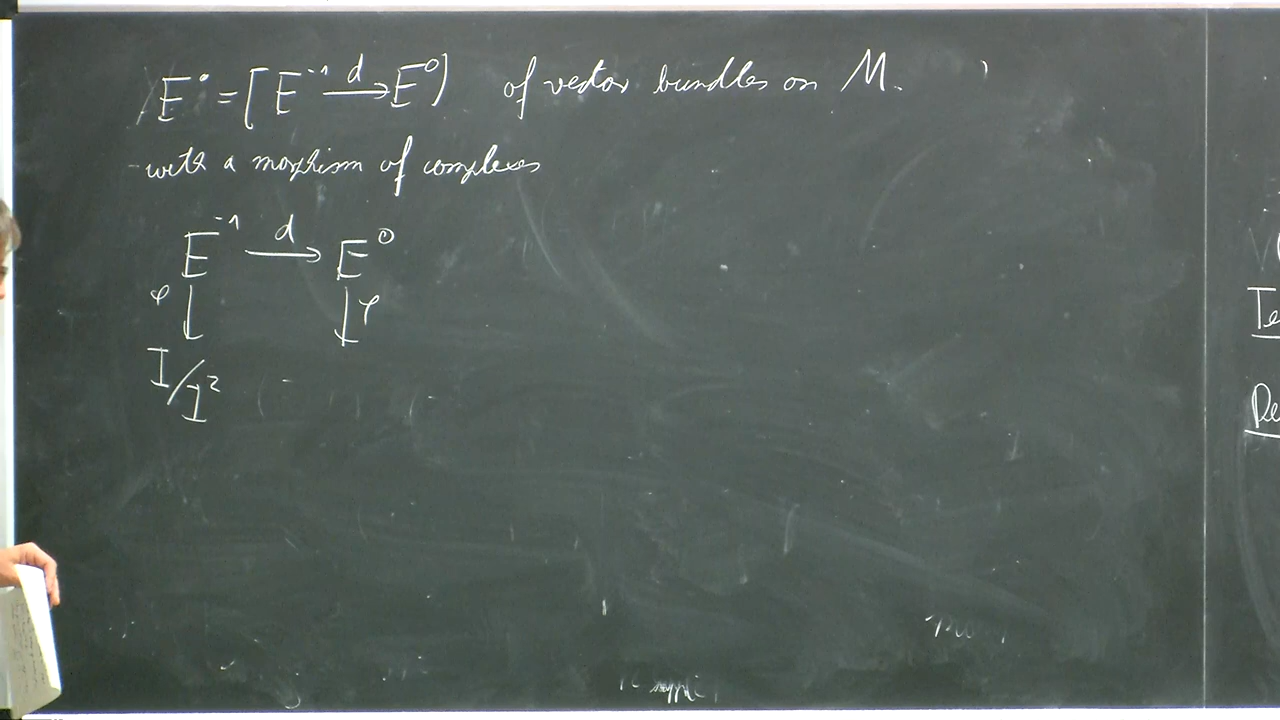 E• = [E⁻¹ →d E⁰] of vector bundles on M.
with a morphism of complexes
E⁻¹ →d E⁰
φ ↓ ↓ φ
I/I²